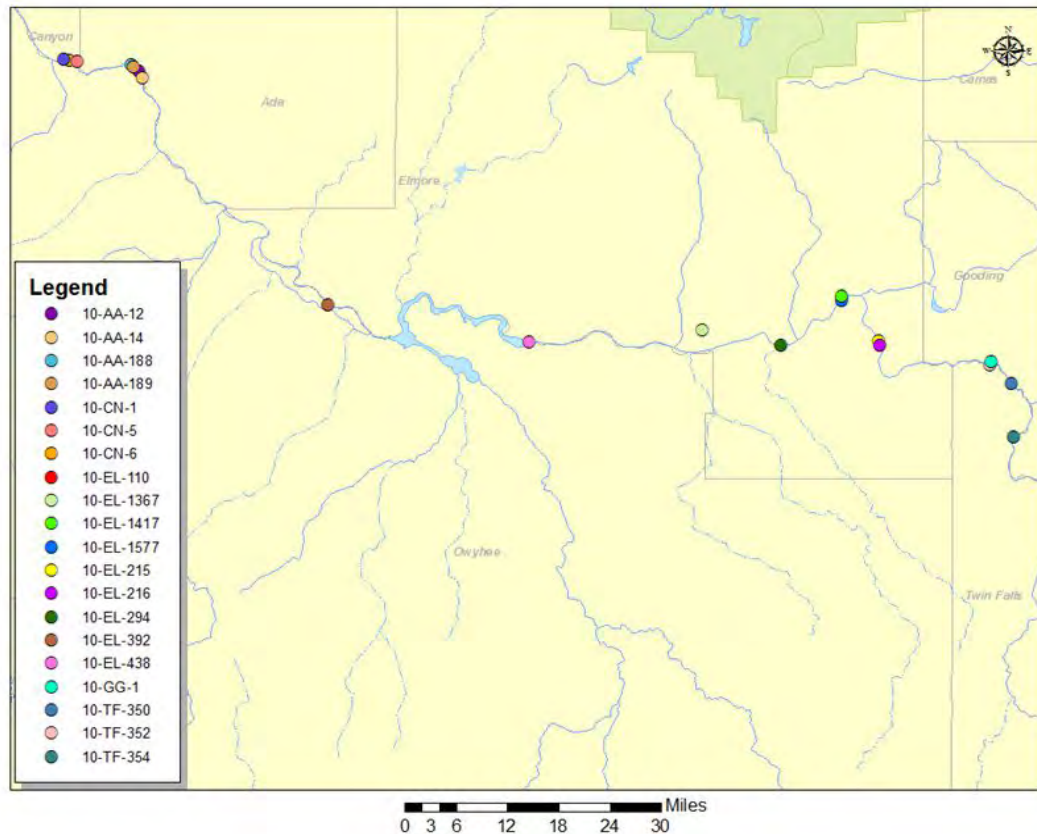 Canyon
Ada
Elmore
Camas
N
W E
S
Gooding
Owyhee
Twin Falls
Legend
10-AA-12
10-AA-14
10-AA-188
10-AA-189
10-CN-1
10-CN-5
10-CN-6
10-EL-110
10-EL-1367
10-EL-1417
10-EL-1577
10-EL-215
10-EL-216
10-EL-294
10-EL-392
10-EL-438
10-GG-1
10-TF-350
10-TF-352
10-TF-354
Miles
0 3 6 12 18 24 30